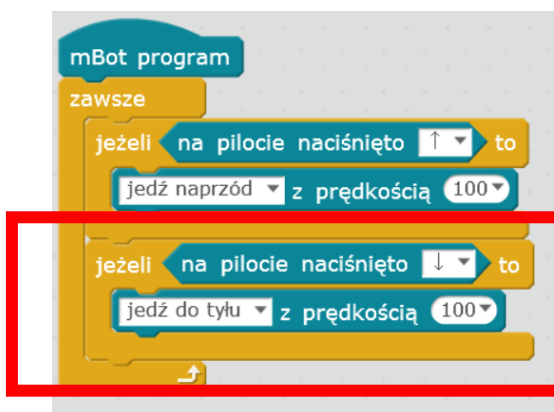 mBot program
zawsze
jeżeli na pilocie naciśnięto ↑ to
jedź naprzód z prędkością 100
jeżeli na pilocie naciśnięto ↓ to
jedź do tyłu z prędkością 100